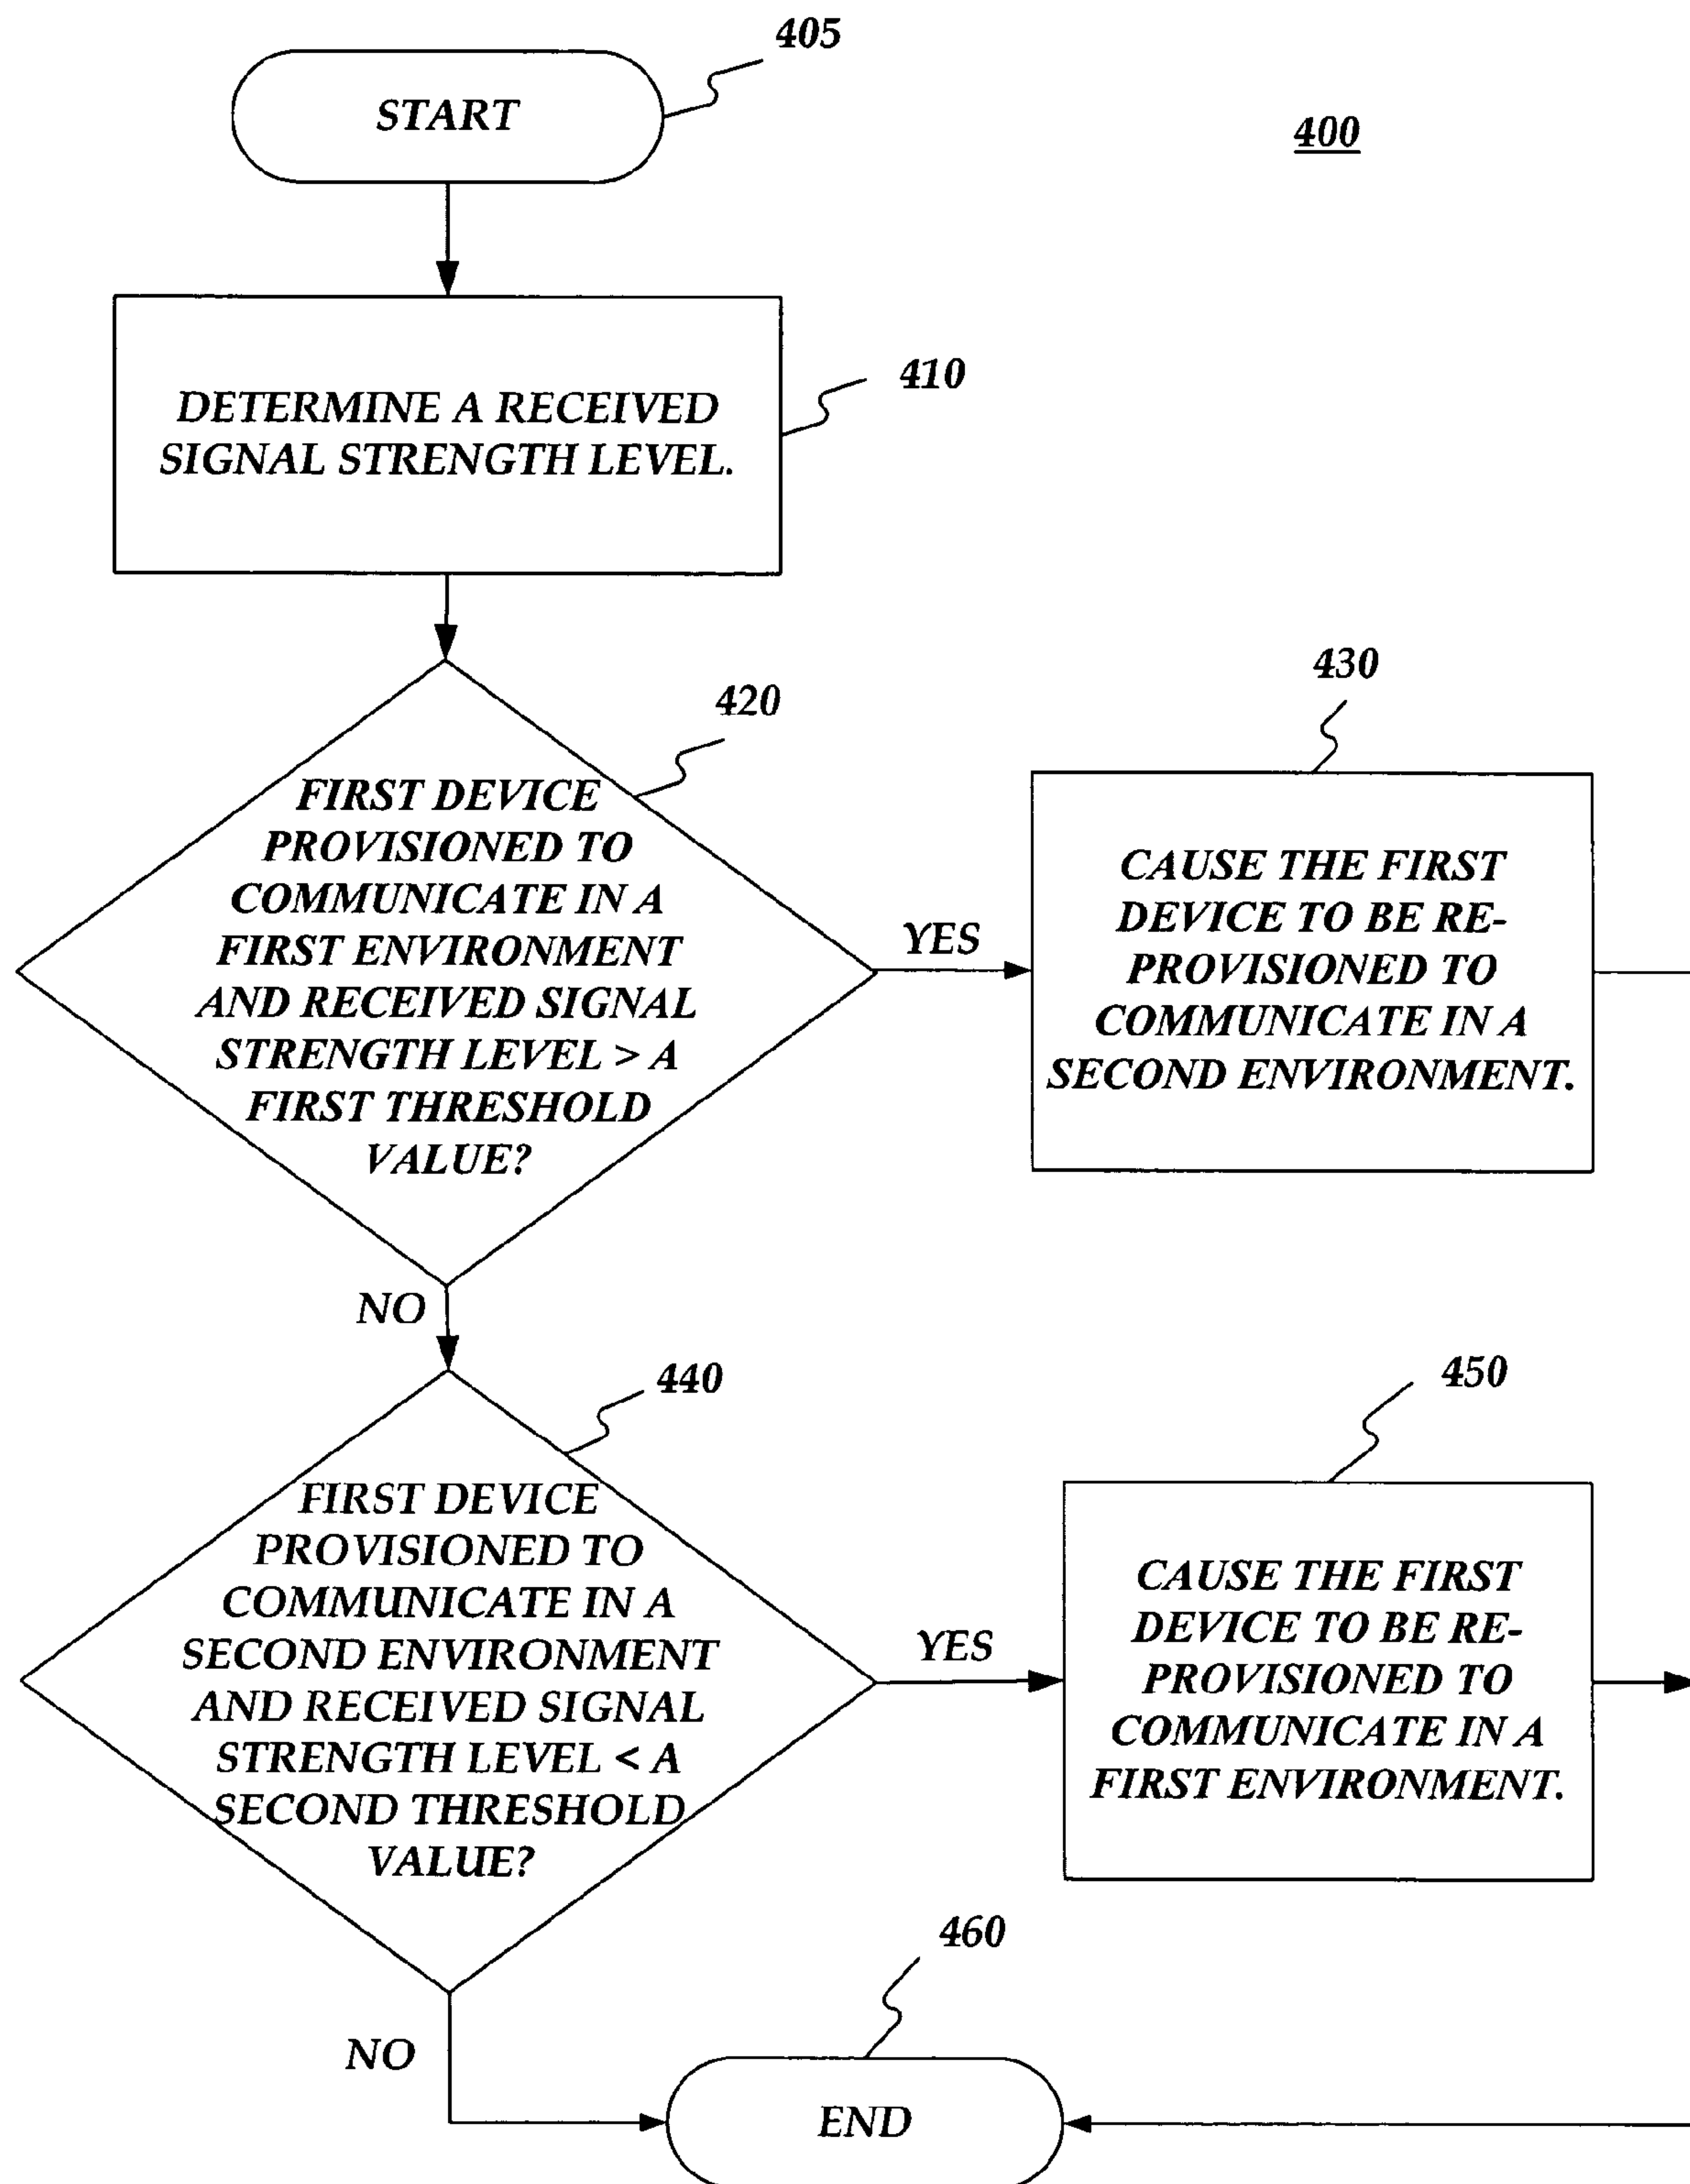 405
START
400
410
DETERMINE A RECEIVED
SIGNAL STRENGTH LEVEL.
420
FIRST DEVICE
PROVISIONED TO
COMMUNICATE IN A
FIRST ENVIRONMENT
AND RECEIVED SIGNAL
STRENGTH LEVEL > A
FIRST THRESHOLD
VALUE?
YES
NO
430
CAUSE THE FIRST
DEVICE TO BE RE-
PROVISIONED TO
COMMUNICATE IN A
SECOND ENVIRONMENT.
440
FIRST DEVICE
PROVISIONED TO
COMMUNICATE IN A
SECOND ENVIRONMENT
AND RECEIVED SIGNAL
STRENGTH LEVEL < A
SECOND THRESHOLD
VALUE?
YES
NO
450
CAUSE THE FIRST
DEVICE TO BE RE-
PROVISIONED TO
COMMUNICATE IN A
FIRST ENVIRONMENT.
460
END